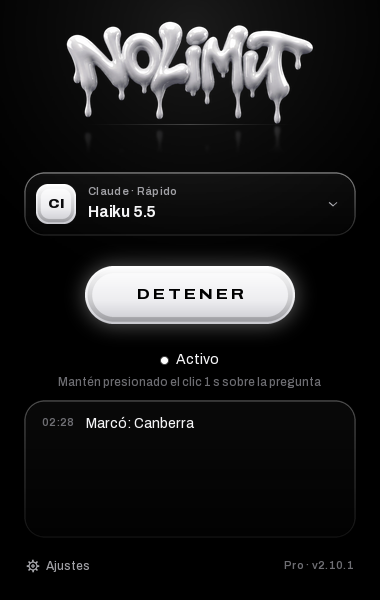 NOLIMIT
Claude · Rápido
CI
Haiku 5.5
DETENER
Activo
Mantén presionado el clic 1 s sobre la pregunta
02:28 Marcó: Canberra
Ajustes
Pro · v2.10.1